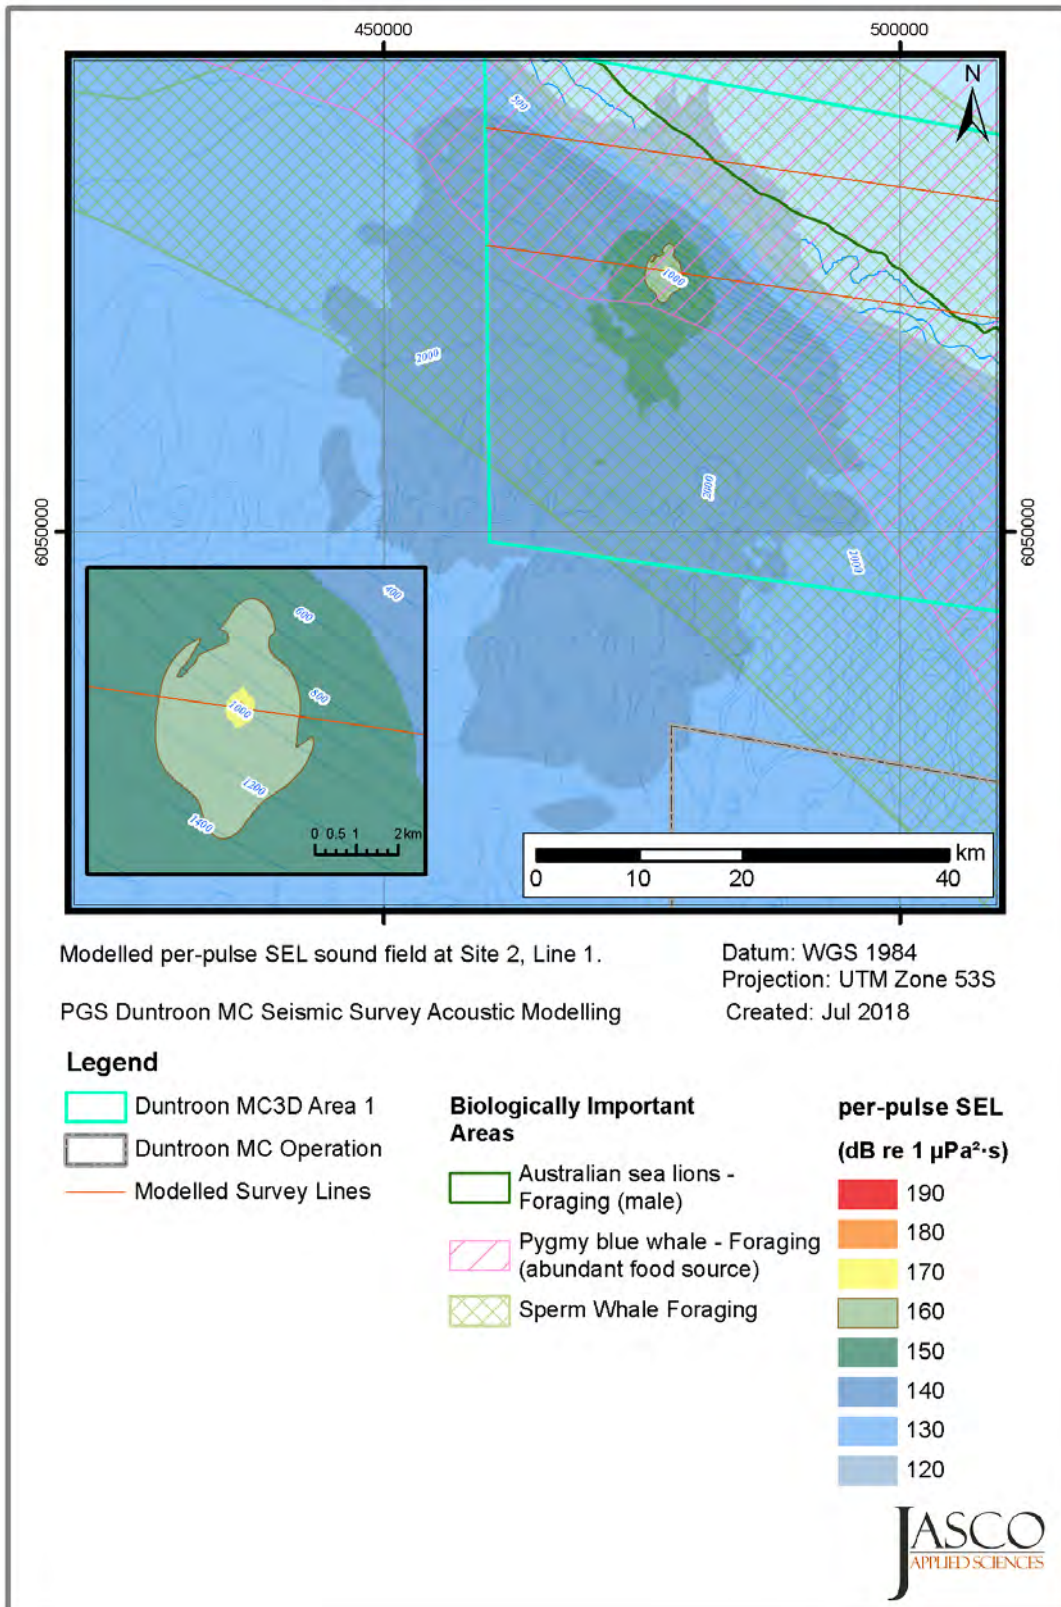 450000 500000
N
500
1000
2000
2000
1000
6050000 6050000
400
600
800
1000
1200
1400
0 0.5 1 2 km
km
0 10 20 40
Modelled per-pulse SEL sound field at Site 2, Line 1.
Datum: WGS 1984
Projection: UTM Zone 53S
PGS Duntroon MC Seismic Survey Acoustic Modelling
Created: Jul 2018
Legend
Duntroon MC3D Area 1
Duntroon MC Operation
Modelled Survey Lines
Biologically Important
Areas
Australian sea lions -
Foraging (male)
Pygmy blue whale - Foraging
(abundant food source)
Sperm Whale Foraging
per-pulse SEL
(dB re 1 µPa²·s)
190
180
170
160
150
140
130
120
JASCO
APPLIED SCIENCES